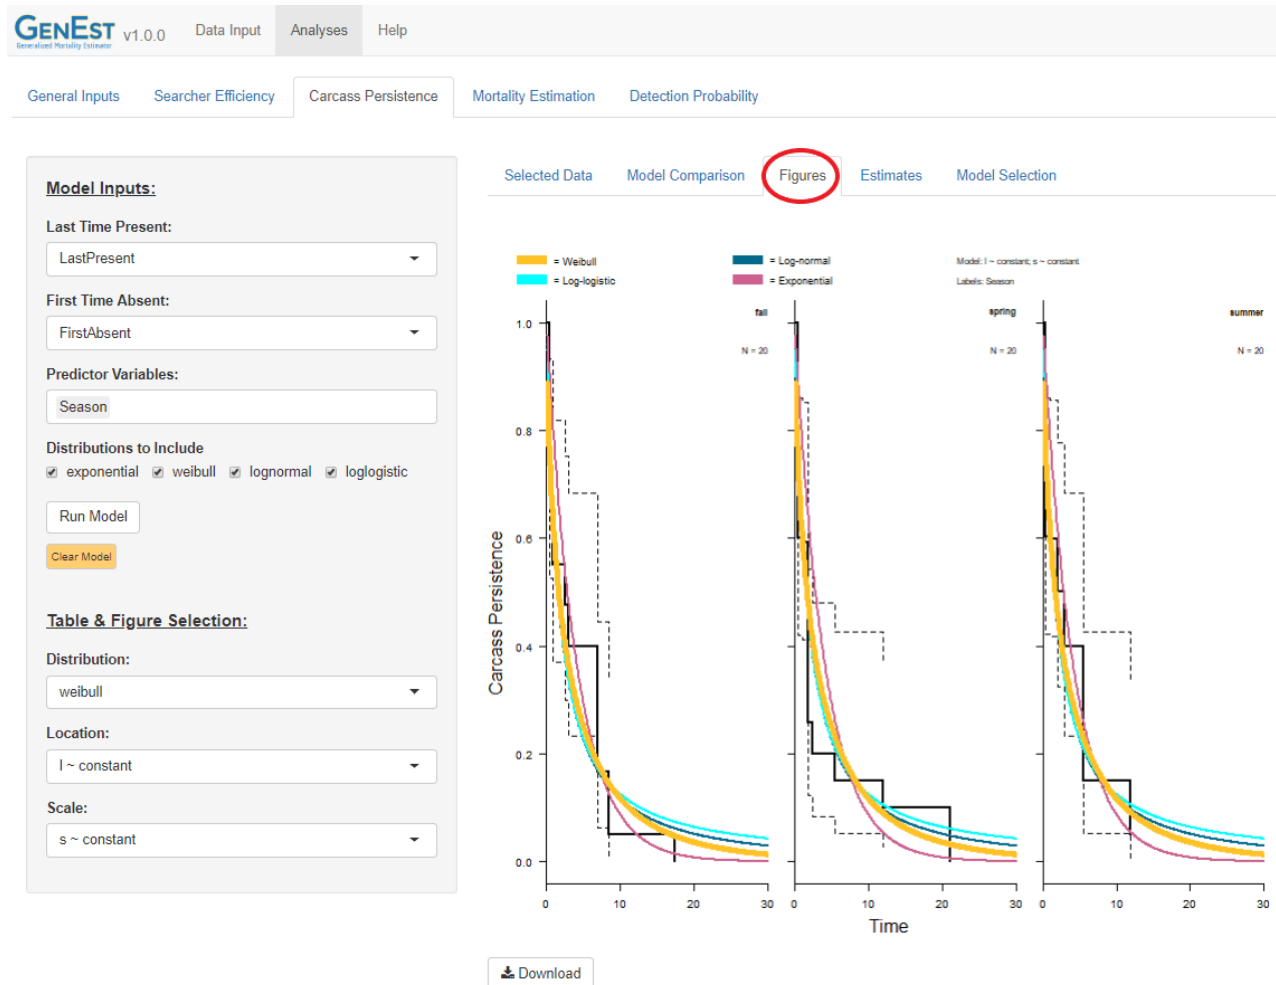 GENEST v1.0.0 Data Input Analyses Help
Generalized Mortality Estimator
General Inputs Searcher Efficiency Carcass Persistence Mortality Estimation Detection Probability
Model Inputs:
Last Time Present:
LastPresent
First Time Absent:
FirstAbsent
Predictor Variables:
Season
Distributions to Include
exponential weibull lognormal loglogistic
Run Model
Clear Model
Table & Figure Selection:
Distribution:
weibull
Location:
l ~ constant
Scale:
s ~ constant
Selected Data Model Comparison Figures Estimates Model Selection
= Weibull = Log-normal Model: l ~ constant; s ~ constant
= Log-logistic = Exponential Labels: Season
fall spring summer
N = 20 N = 20 N = 20
1.0
0.8
0.6
0.4
0.2
0.0
Carcass Persistence
0 10 20 30 0 10 20 30 0 10 20 30
Time
Download